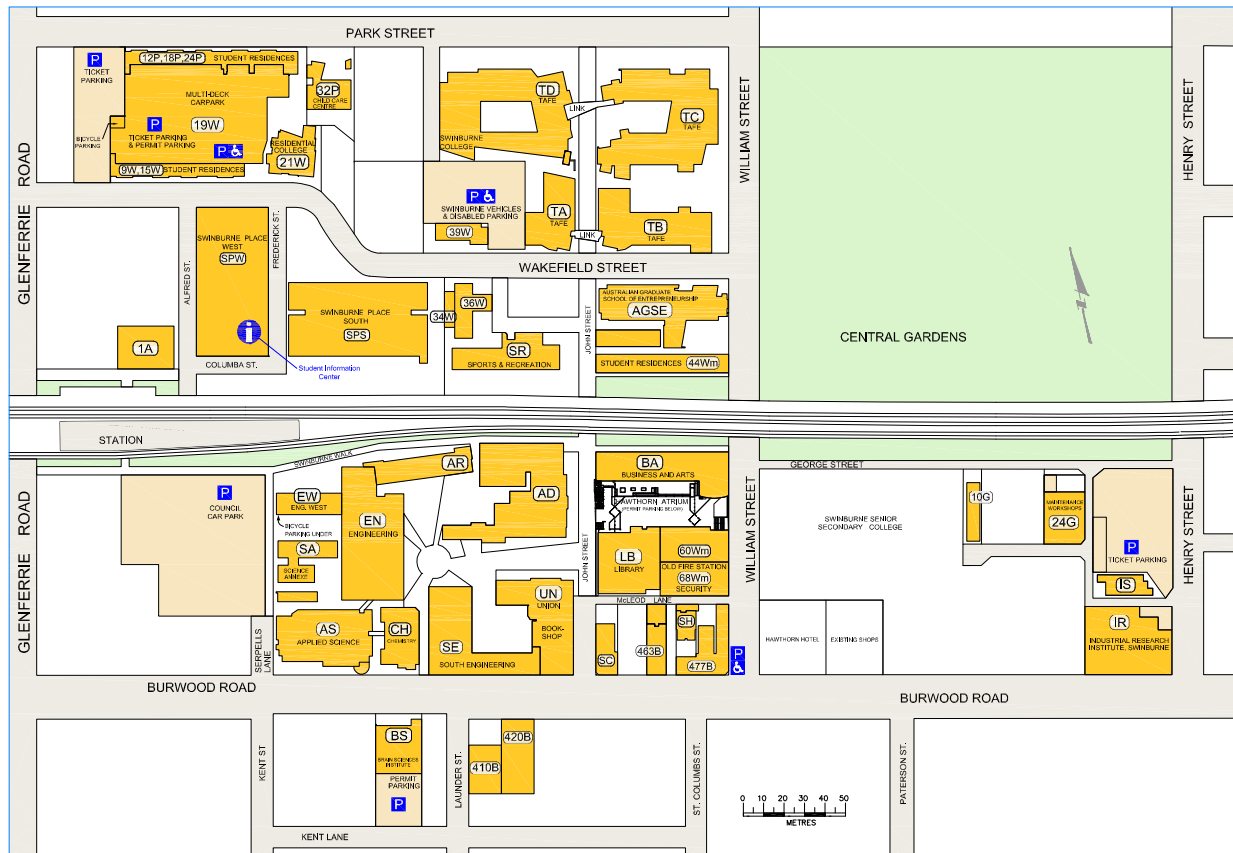 PARK STREET
P
TICKET
PARKING
12P,18P,24P
STUDENT RESIDENCES
32P
CHILD CARE
CENTRE
MULTI-DECK
CARPARK
19W
BICYCLE
PARKING
P
TICKET PARKING
& PERMIT PARKING
P
RESIDENTIAL
COLLEGE
21W
9W,15W
STUDENT RESIDENCES
TD
TAFE
LINK
TC
TAFE
SWINBURNE
COLLEGE
P
SWINBURNE VEHICLES
& DISABLED PARKING
39W
TA
TAFE
LINK
TB
TAFE
GLENFERRIE ROAD
WILLIAM STREET
HENRY STREET
SWINBURNE PLACE
WEST
SPW
ALFRED ST.
FREDERICK ST.
WAKEFIELD STREET
SWINBURNE PLACE
SOUTH
SPS
34W
36W
AUSTRALIAN GRADUATE
SCHOOL OF ENTREPRENEURSHIP
AGSE
JOHN STREET
CENTRAL GARDENS
1A
i
COLUMBA ST.
Student Information
Center
SR
SPORTS & RECREATION
STUDENT RESIDENCES
44Wm
STATION
SWINBURNE WALK
AR
AD
BA
BUSINESS AND ARTS
GEORGE STREET
P
COUNCIL
CAR PARK
EW
ENG. WEST
BICYCLE
PARKING UNDER
EN
ENGINEERING
HAWTHORN ATRIUM
(PERMIT PARKING BELOW)
SWINBURNE SENIOR
SECONDARY COLLEGE
10G
MAINTENANCE
WORKSHOPS
24G
P
TICKET PARKING
GLENFERRIE ROAD
SA
SCIENCE
ANNEXE
JOHN STREET
LB
LIBRARY
60Wm
OLD FIRE STATION
68Wm
SECURITY
WILLIAM STREET
HENRY STREET
IS
UN
UNION
BOOK-
SHOP
McLEOD LANE
AS
APPLIED SCIENCE
CH
CHEMISTRY
SE
SOUTH ENGINEERING
SC
463B
SH
477B
P
HAWTHORN HOTEL
EXISTING SHOPS
IR
INDUSTRIAL RESEARCH
INSTITUTE, SWINBURNE
SERPELLS
LANE
BURWOOD ROAD
BURWOOD ROAD
KENT ST
BS
BRAIN SCIENCES
INSTITUTE
PERMIT
PARKING
P
LAUNDER ST.
410B
420B
ST. COLUMBS ST.
PATERSON ST.
0 10 20 30 40 50
METRES
KENT LANE